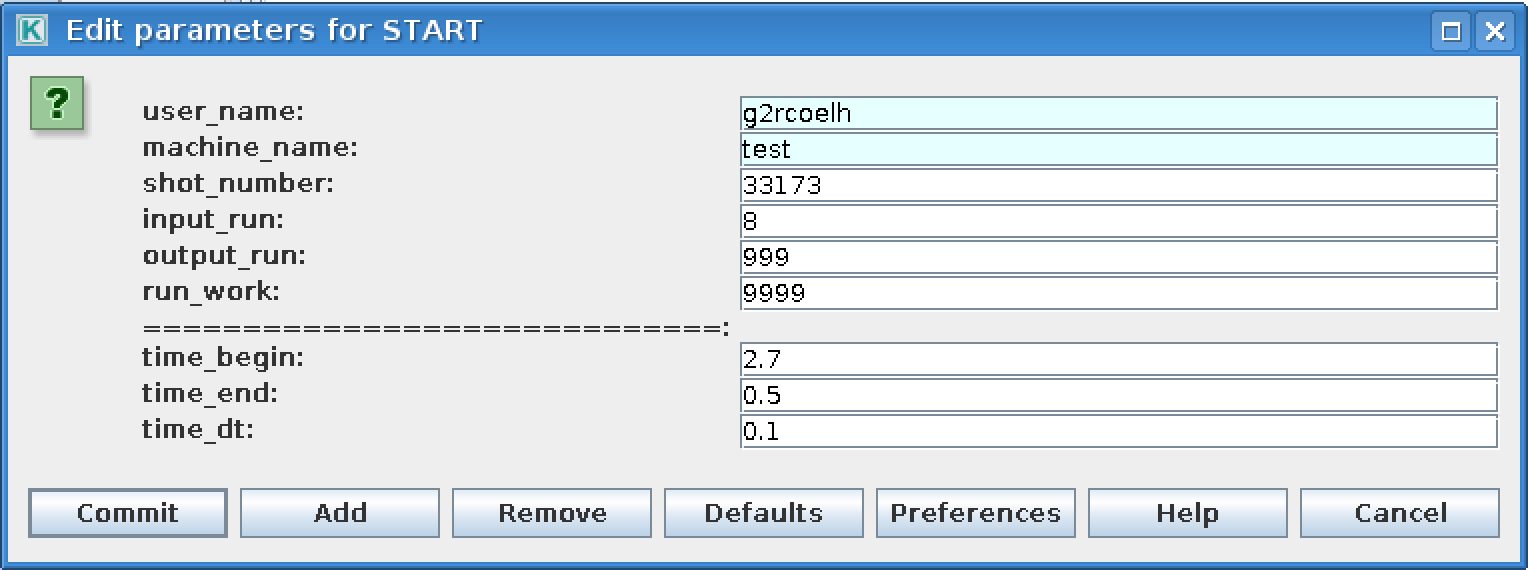 K Edit parameters for START
?
user_name: g2rcoelh
machine_name: test
shot_number: 33173
input_run: 8
output_run: 999
run_work: 9999
=============================:
time_begin: 2.7
time_end: 0.5
time_dt: 0.1
Commit Add Remove Defaults Preferences Help Cancel